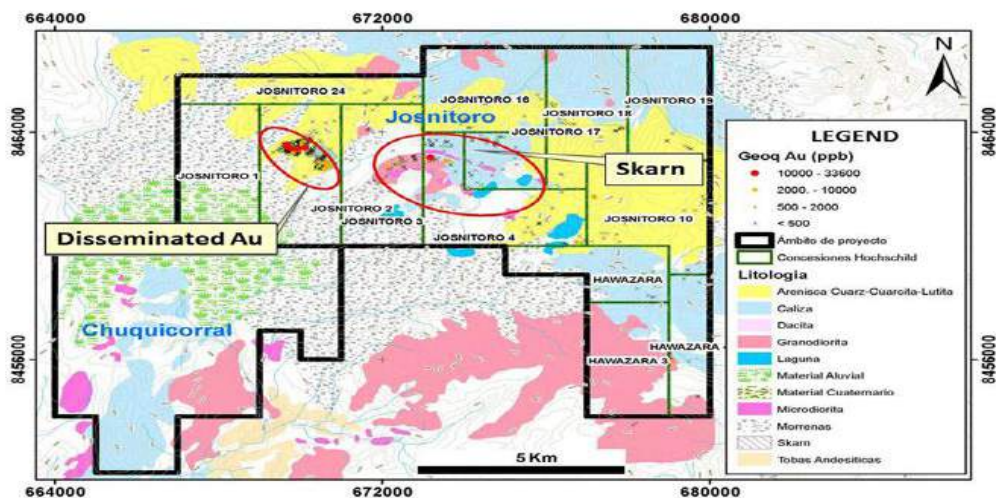 664000
672000
680000
N
JOSNITORO 24
JOSNITORO 16
JOSNITORO 19
Josnitoro
JOSNITORO 18
JOSNITORO 17
8464000
8464000
JOSNITORO 1
Skarn
JOSNITORO 2
JOSNITORO 3
JOSNITORO 10
Disseminated Au
JOSNITORO 4
HAWAZARA
Chuquicorral
HAWAZARA
HAWAZARA 3
8456000
8456000
5 Km
664000
672000
680000
LEGEND
Geoq Au (ppb)
10000 - 33600
2000. - 10000
500 - 2000
< 500
Ámbito de proyecto
Concesiones Hochschild
Litologia
Arenisca Cuarz-Cuarcita-Lutita
Caliza
Dacita
Granodiorita
Laguna
Material Aluvial
Material Cuaternario
Microdiorita
Morrenas
Skarn
Tobas Andesiticas